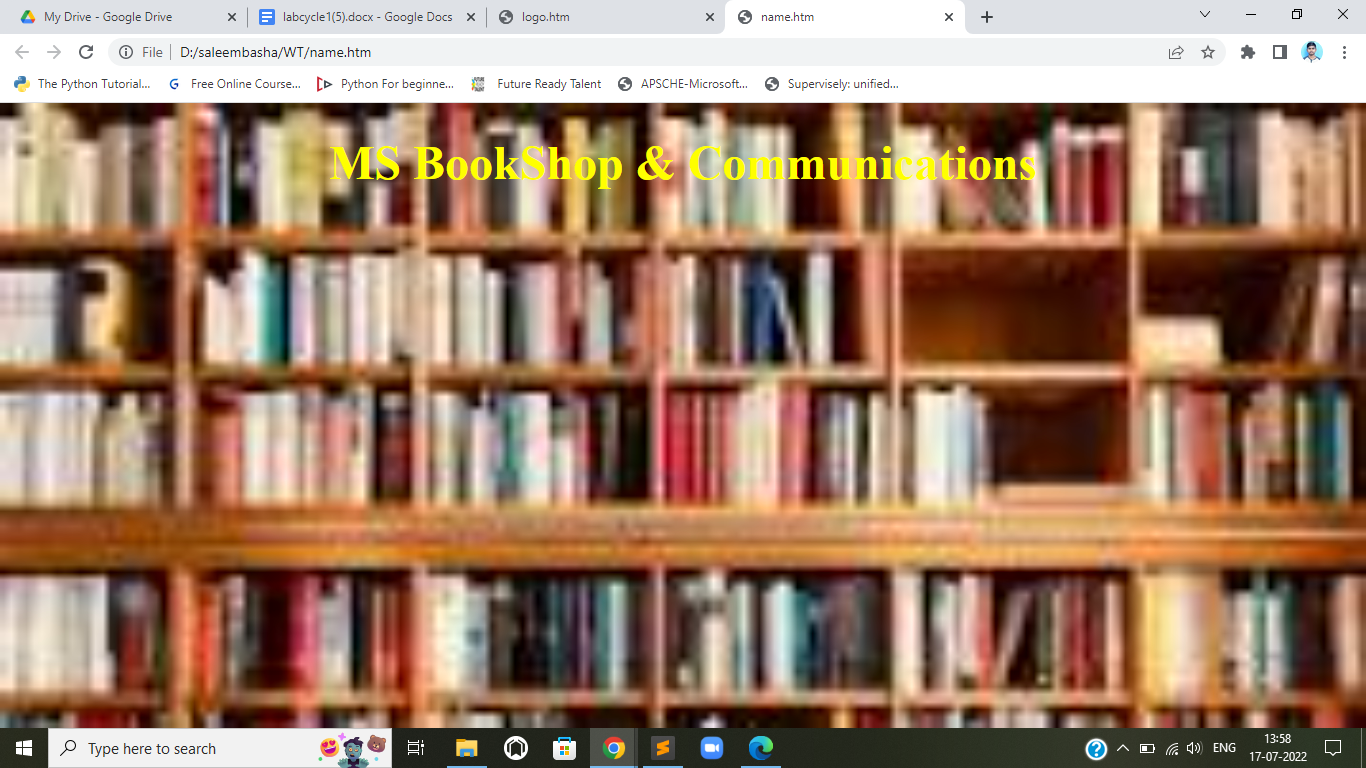 My Drive - Google Drive
labcycle1(5).docx - Google Docs
logo.htm
name.htm
File
D:/saleembasha/WT/name.htm
The Python Tutorial...
Free Online Course...
Python For beginne...
Future Ready Talent
APSCHE-Microsoft...
Supervisely: unified...
MS BookShop & Communications
Type here to search
ENG
13:58
17-07-2022